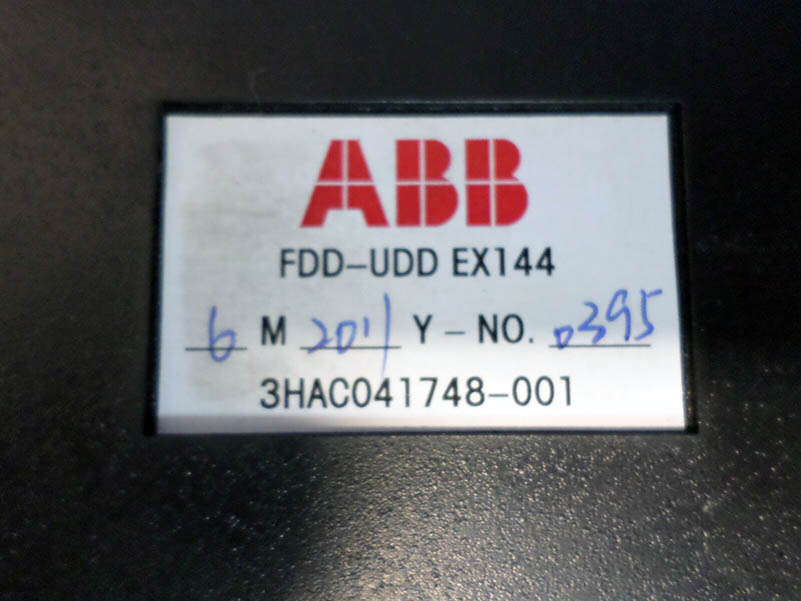 ABB
FDD-UDD EX144
6 M 2011 Y-NO. 0395
3HAC041748-001